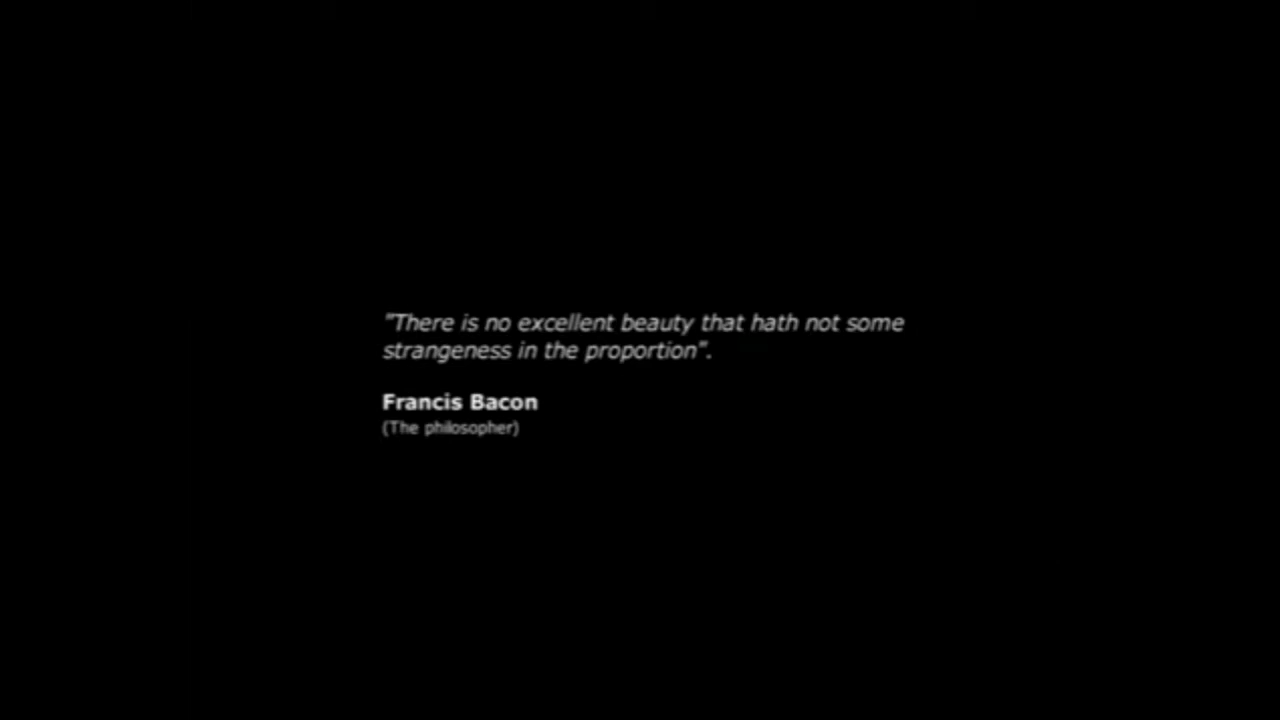 "There is no excellent beauty that hath not some
strangeness in the proportion".
Francis Bacon
(The philosopher)